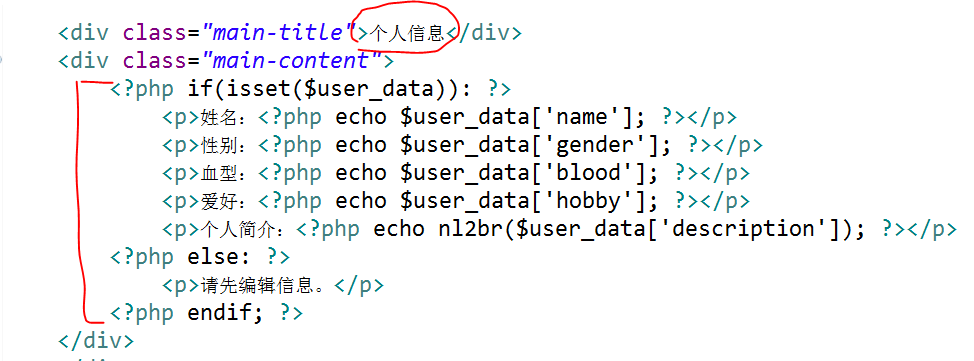 <div class="main-title">个人信息</div>
<div class="main-content">
<?php if(isset($user_data)): ?>
<p>姓名：<?php echo $user_data['name']; ?></p>
<p>性别：<?php echo $user_data['gender']; ?></p>
<p>血型：<?php echo $user_data['blood']; ?></p>
<p>爱好：<?php echo $user_data['hobby']; ?></p>
<p>个人简介：<?php echo nl2br($user_data['description']); ?></p>
<?php else: ?>
<p>请先编辑信息。</p>
<?php endif; ?>
</div>